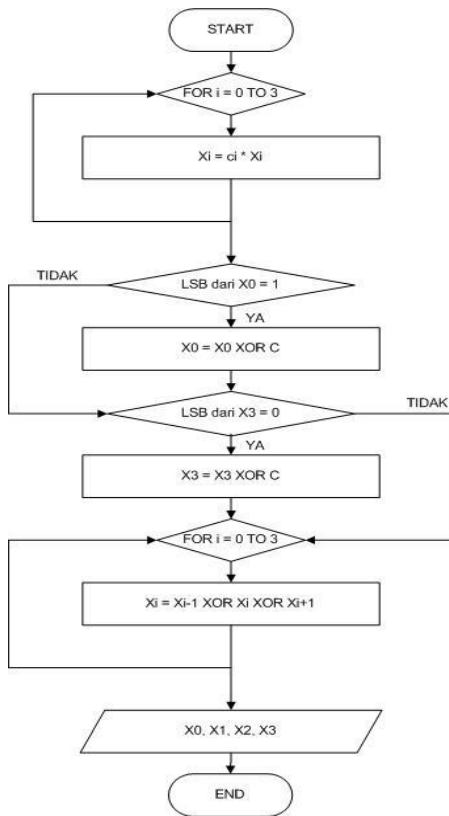 START
FOR i = 0 TO 3
Xi = ci * Xi
TIDAK
LSB dari X0 = 1
YA
X0 = X0 XOR C
LSB dari X3 = 0
TIDAK
YA
X3 = X3 XOR C
FOR i = 0 TO 3
Xi = Xi-1 XOR Xi XOR Xi+1
X0, X1, X2, X3
END